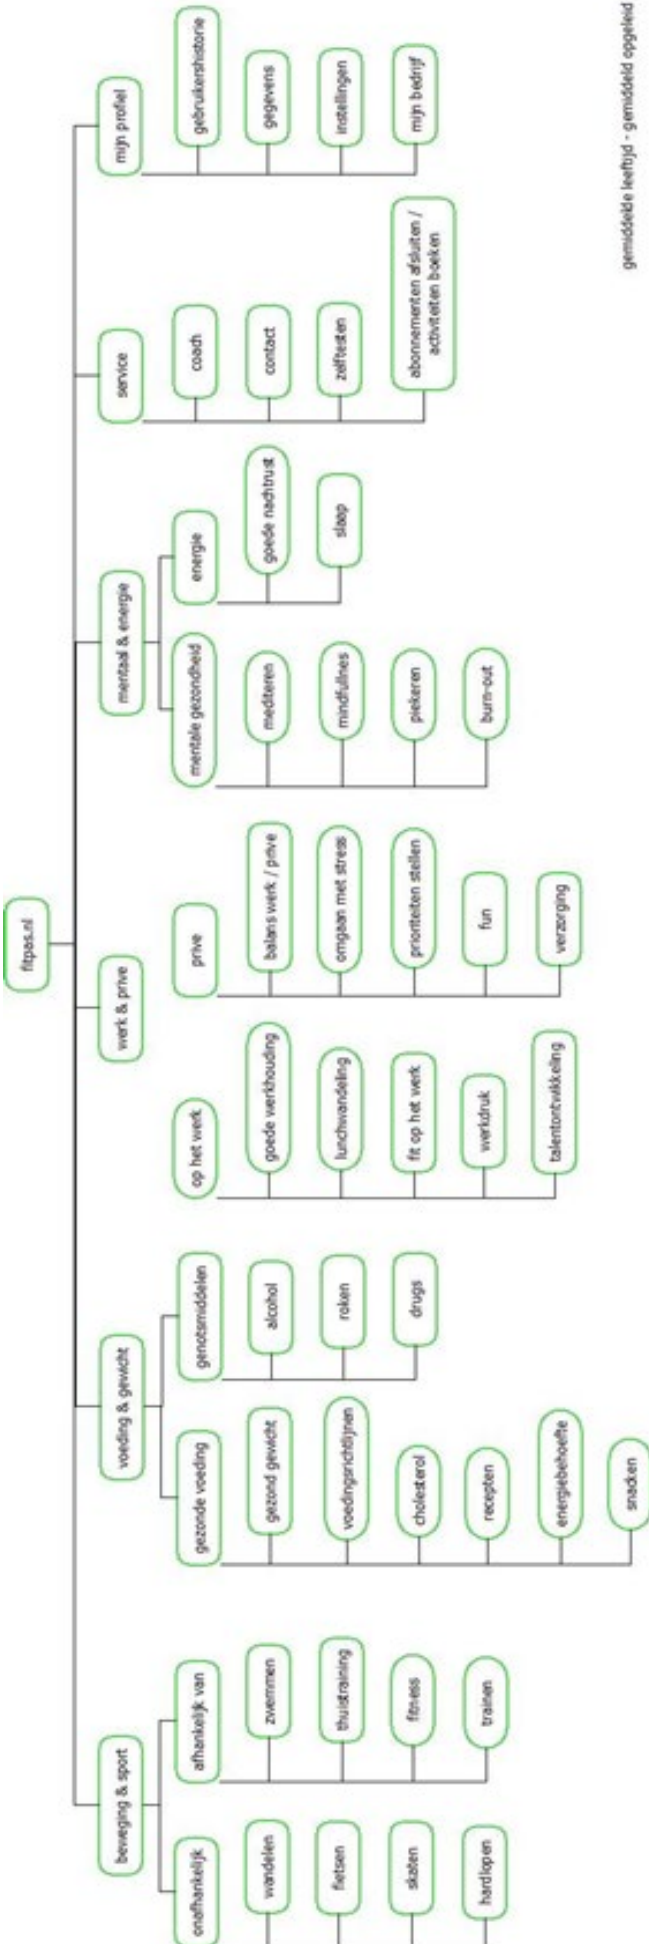 fitpas.nl
beweging & sport
voeding & gewicht
werk & prive
mentaal & energie
service
mijn profiel
onafhankelijk
wandelen
fietsen
skaten
hardlopen
afhankelijk van
zwemmen
thuistraining
fitness
trainen
gezonde voeding
gezond gewicht
voedingsrichtlijnen
cholesterol
recepten
energiebehoefte
snacken
genotsmiddelen
alcohol
roken
drugs
op het werk
goede werkhouding
lunchwandeling
fit op het werk
werkdruk
talentontwikkeling
prive
balans werk / prive
omgaan met stress
prioriteiten stellen
fun
verzorging
mentale gezondheid
mediteren
mindfullnes
piekeren
burn-out
energie
goede nachtrust
slaap
coach
contact
zelftesten
abonnementen afsluiten /
activiteiten boeken
gebruikershistorie
gegevens
instellingen
mijn bedrijf
gemiddelde leeftijd - gemiddeld opgeleid